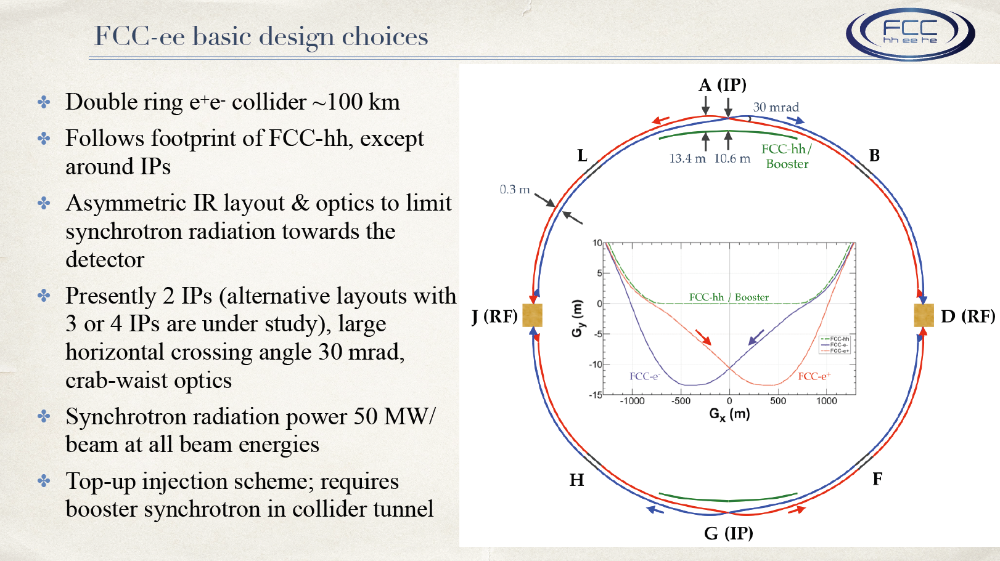 FCC-ee basic design choices
FCC
hh ee he
Double ring e⁺e⁻ collider ~100 km
Follows footprint of FCC-hh, except
around IPs
Asymmetric IR layout & optics to limit
synchrotron radiation towards the
detector
Presently 2 IPs (alternative layouts with
3 or 4 IPs are under study), large
horizontal crossing angle 30 mrad,
crab-waist optics
Synchrotron radiation power 50 MW/
beam at all beam energies
Top-up injection scheme; requires
booster synchrotron in collider tunnel
A (IP)
30 mrad
13.4 m 10.6 m
FCC-hh/
Booster
L
B
0.3 m
J (RF)
D (RF)
10
5
0
-5
-10
-15
Gy (m)
FCC-hh / Booster
FCC-hh
FCC-e-
FCC-e+
FCC-e⁻
FCC-e⁺
-1000 -500 0 500 1000
Gx (m)
H
F
G (IP)